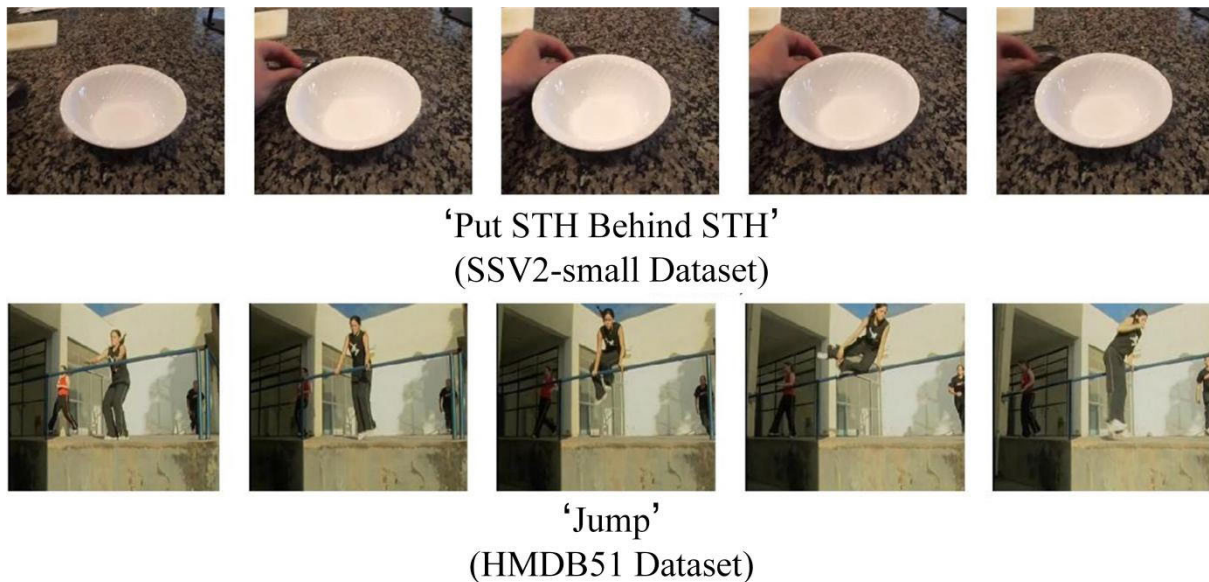 ‘Put STH Behind STH’
(SSV2-small Dataset)
‘Jump’
(HMDB51 Dataset)